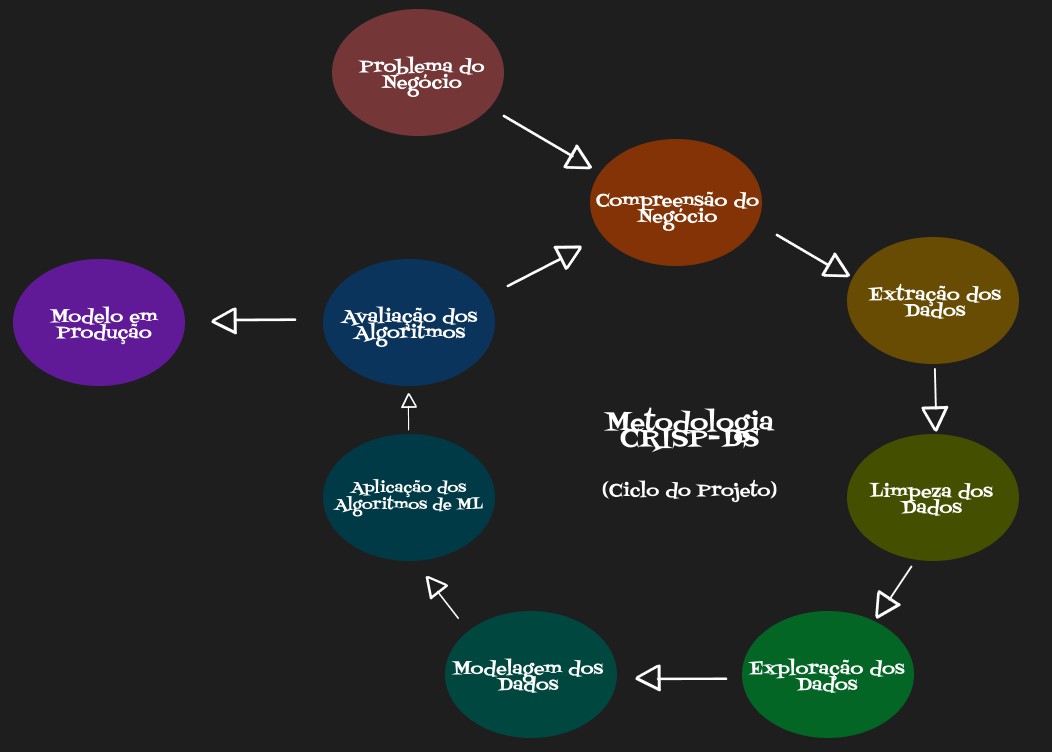 Problema do
Negócio
Compreensão do
Negócio
Extração dos
Dados
Limpeza dos
Dados
Exploração dos
Dados
Modelagem dos
Dados
Aplicação dos
Algoritmos de ML
Avaliação dos
Algoritmos
Modelo em
Produção
Metodologia
CRISP-DS
(Ciclo do Projeto)